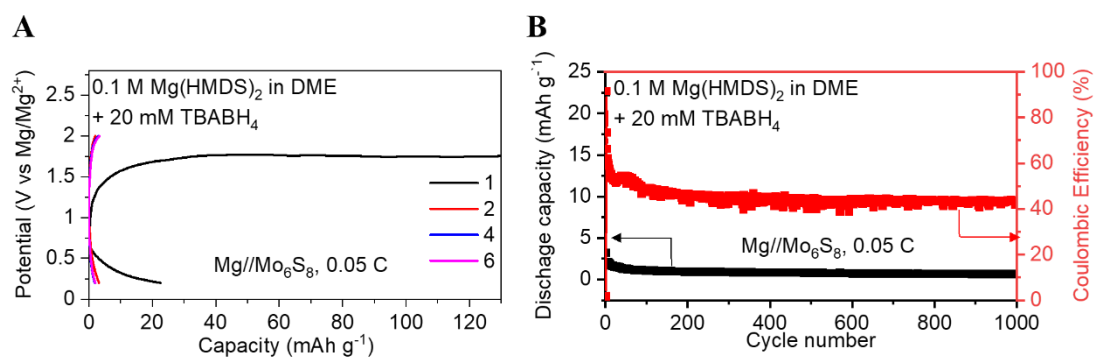 A
0.1 M Mg(HMDS)₂ in DME
+ 20 mM TBABH₄
Potential (V vs Mg/Mg²⁺)
2.5
2
1.5
1
0.5
0
1
2
4
6
Mg//Mo₆S₈, 0.05 C
0 20 40 60 80 100 120
Capacity (mAh g⁻¹)
B
0.1 M Mg(HMDS)₂ in DME
+ 20 mM TBABH₄
Dischage capacity (mAh g⁻¹)
25
20
15
10
5
0
Mg//Mo₆S₈, 0.05 C
100
80
60
40
20
0
Coulombic Efficiency (%)
0 200 400 600 800 1000
Cycle number